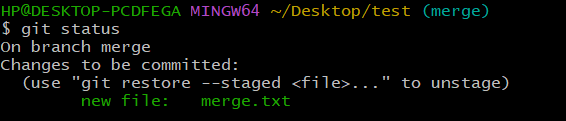 HP@DESKTOP-PCDFEGA MINGW64 ~/Desktop/test (merge)
$ git status
On branch merge
Changes to be committed:
  (use "git restore --staged <file>..." to unstage)
        new file:   merge.txt